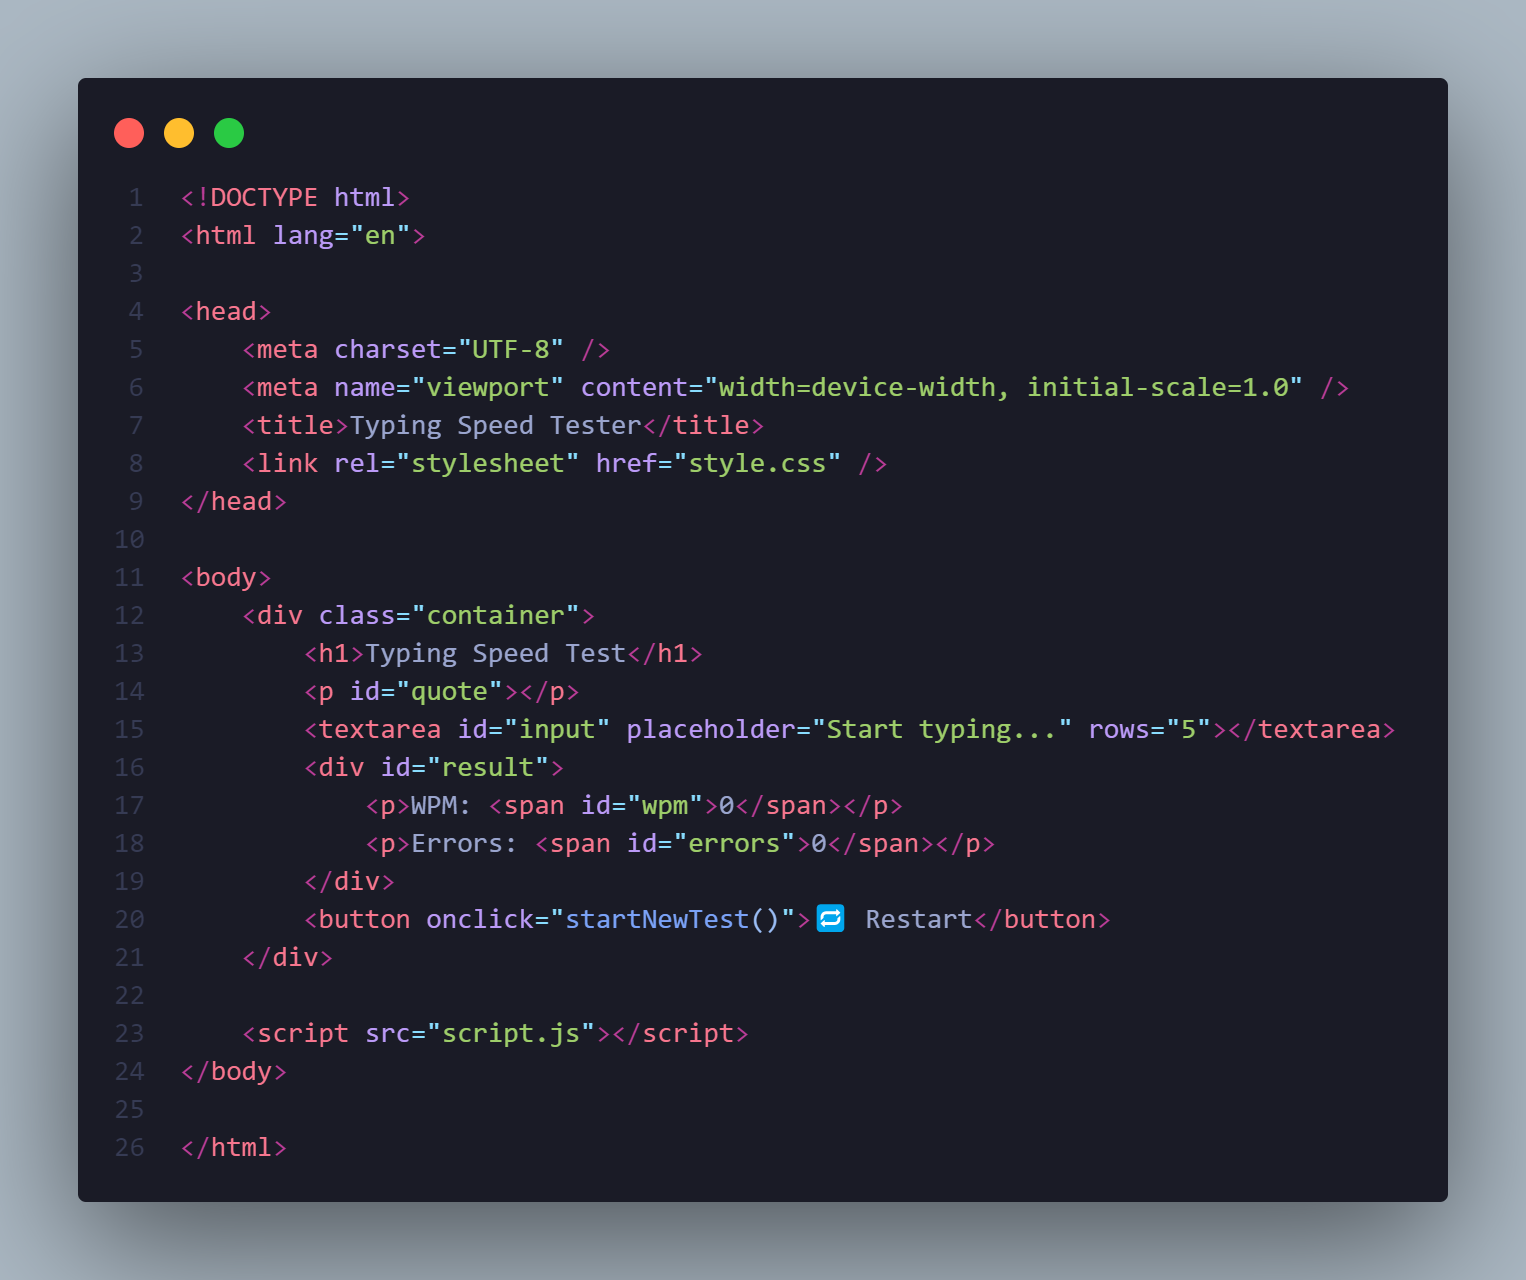 1 <!DOCTYPE html>
2 <html lang="en">
3
4 <head>
5     <meta charset="UTF-8" />
6     <meta name="viewport" content="width=device-width, initial-scale=1.0" />
7     <title>Typing Speed Tester</title>
8     <link rel="stylesheet" href="style.css" />
9 </head>
10
11 <body>
12     <div class="container">
13         <h1>Typing Speed Test</h1>
14         <p id="quote"></p>
15         <textarea id="input" placeholder="Start typing..." rows="5"></textarea>
16         <div id="result">
17             <p>WPM: <span id="wpm">0</span></p>
18             <p>Errors: <span id="errors">0</span></p>
19         </div>
20         <button onclick="startNewTest()">🔁 Restart</button>
21     </div>
22
23     <script src="script.js"></script>
24 </body>
25
26 </html>